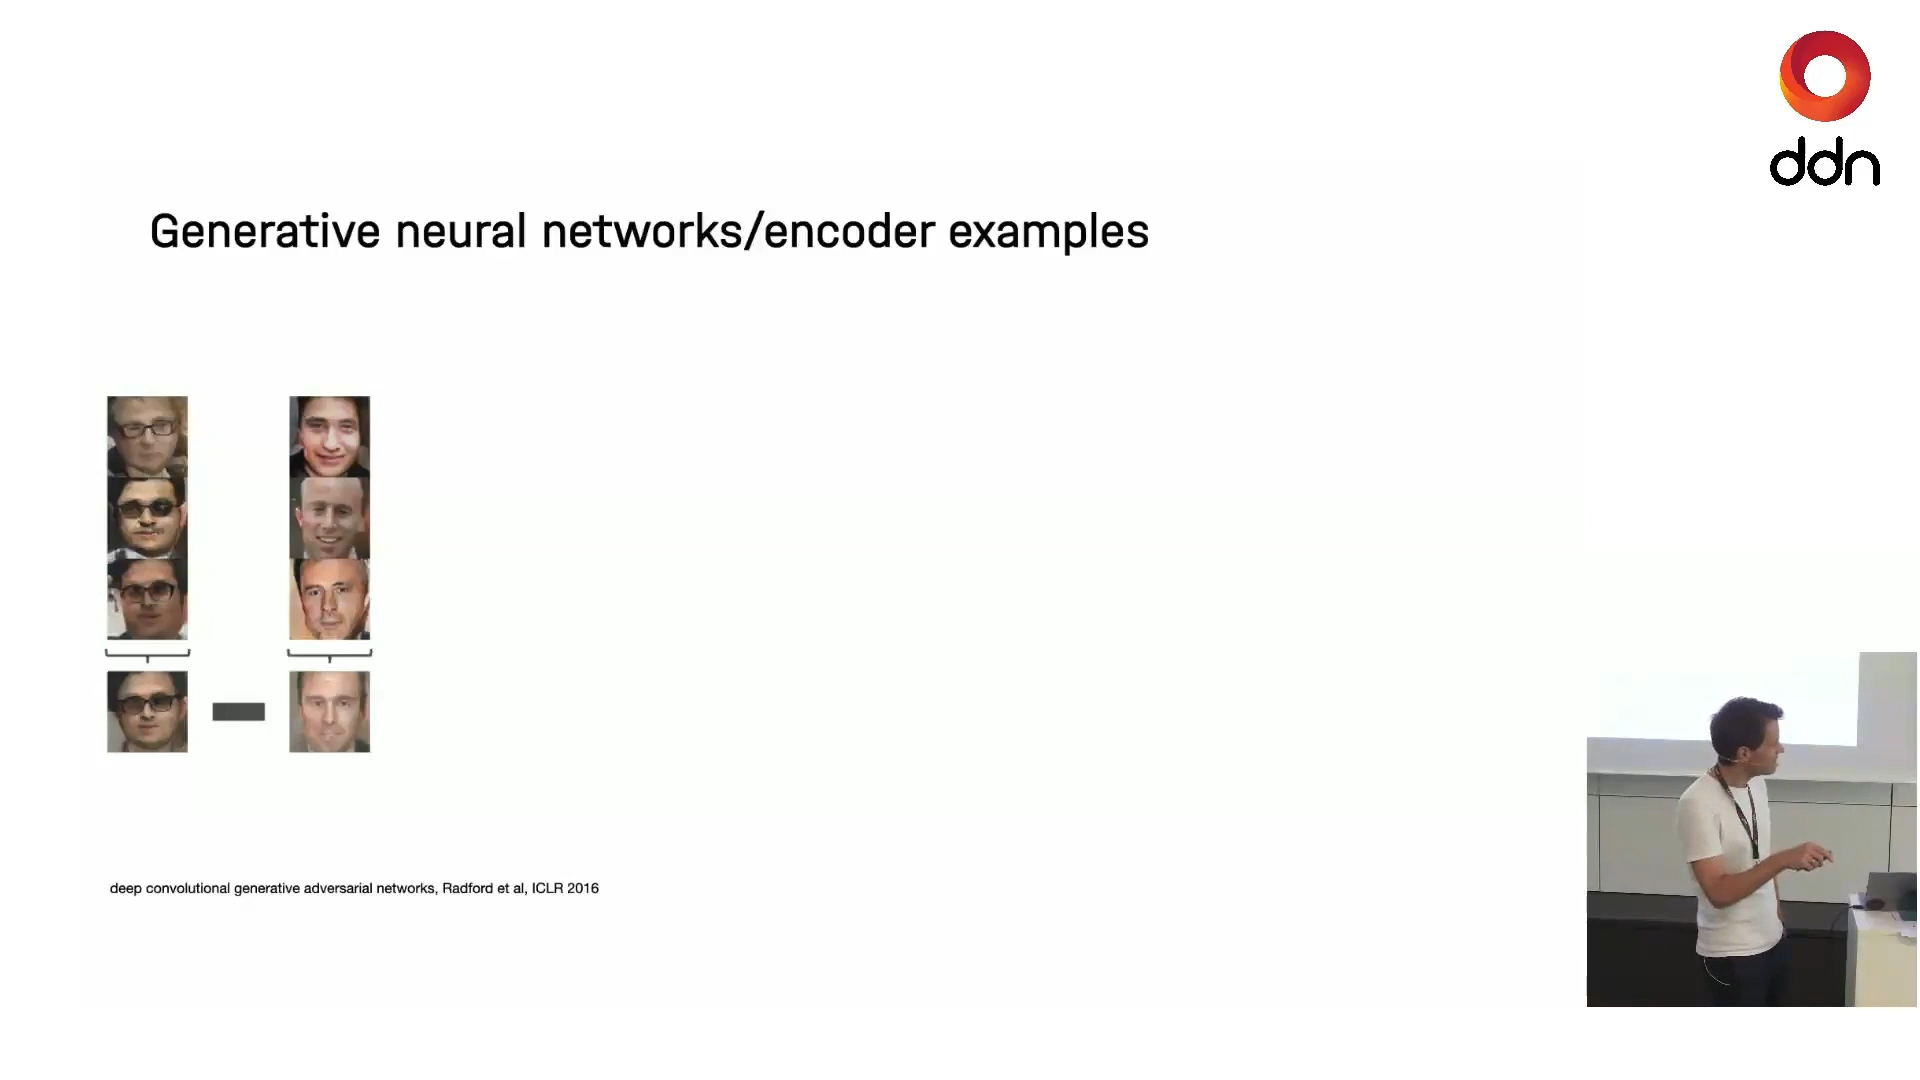 ddn
Generative neural networks/encoder examples
deep convolutional generative adversarial networks, Radford et al, ICLR 2016